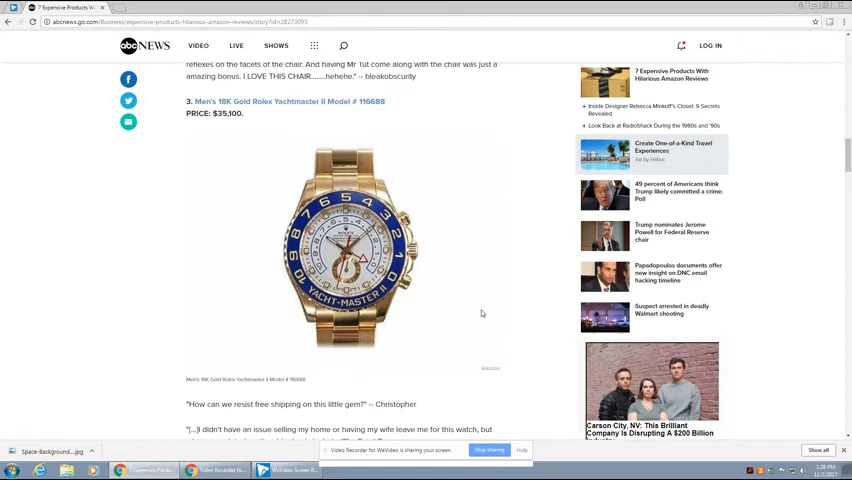 7 Expensive Products W
abcnews.go.com/Business/expensive-products-hilarious-amazon-reviews/story?id=28273093
abc NEWS VIDEO LIVE SHOWS LOG IN
reflexes on the facets of the chair. And having Mr Tut come along with the chair was just a
amazing bonus. I LOVE THIS CHAIR........hehehe." -- bleakobscurity
3. Men's 18K Gold Rolex Yachtmaster II Model # 116688
PRICE: $35,100.
YACHT-MASTER II
Amazon
Men's 18K Gold Rolex Yachtmaster II Model # 116688
"How can we resist free shipping on this little gem?" -- Christopher
"[...]I didn't have an issue selling my home or having my wife leave me for this watch, but
7 Expensive Products With
Hilarious Amazon Reviews
+ Inside Designer Rebecca Minkoff's Closet: 9 Secrets
Revealed
+ Look Back at RadioShack During the 1980s and '90s
Create One-of-a-Kind Travel
Experiences
Ad by Hilton
49 percent of Americans think
Trump likely committed a crime:
Poll
Trump nominates Jerome
Powell for Federal Reserve
chair
Papadopoulos documents offer
new insight on DNC email
hacking timeline
Suspect arrested in deadly
Walmart shooting
Carson City, NV: This Brilliant
Company Is Disrupting A $200 Billion
Space-Background....jpg
Video Recorder for WeVideo is sharing your screen.
Stop sharing
Hide
Show all
7 Expensive Product
Video Recorder fo
WeVideo Screen R...
1:28 PM
11/2/2017